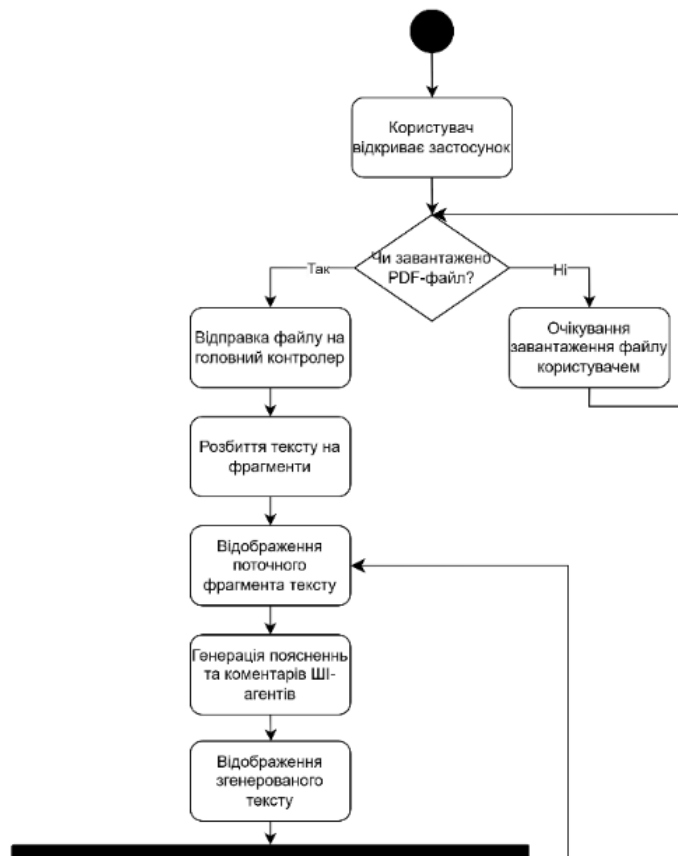 Користувач
відкриває застосунок
Чи завантажено
PDF-файл?
Так
Ні
Відправка файлу на
головний контролер
Очікування
завантаження файлу
користувачем
Розбиття тексту на
фрагменти
Відображення
поточного
фрагмента тексту
Генерація пояснennь
та коментарів ШІ-
агентів
Відображення
згенерованого
тексту